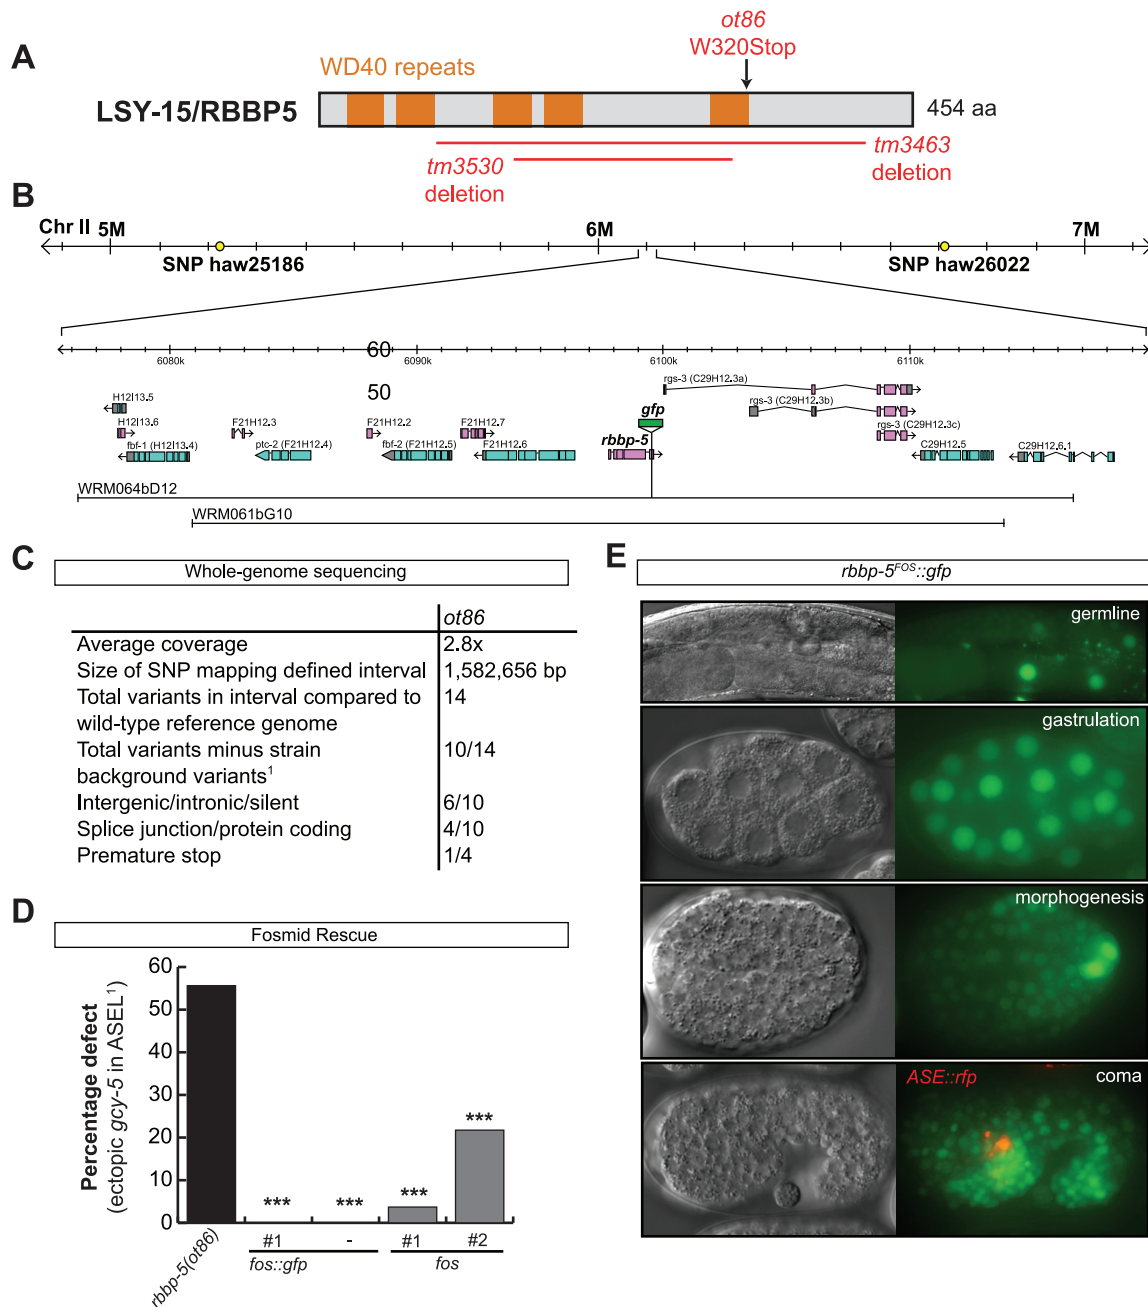 A
ot86
W320Stop
WD40 repeats
LSY-15/RBBP5
454 aa
tm3463
deletion
tm3530
deletion
B
Chr II
5M
6M
7M
SNP haw25186
SNP haw26022
6080k
60
6090k
6100k
6110k
50
H12I13.5
H12I13.6
fbf-1 (H12I13.4)
F21H12.3
ptc-2 (F21H12.4)
F21H12.2
fbf-2 (F21H12.5)
F21H12.7
F21H12.6
gfp
rbbp-5
rgs-3 (C29H12.3a)
rgs-3 (C29H12.3b)
rgs-3 (C29H12.3c)
C29H12.5
C29H12.6.1
WRM064bD12
WRM061bG10
C
Whole-genome sequencing
ot86
Average coverage 2.8x
Size of SNP mapping defined interval 1,582,656 bp
Total variants in interval compared to 14
wild-type reference genome
Total variants minus strain 10/14
background variants1
Intergenic/intronic/silent 6/10
Splice junction/protein coding 4/10
Premature stop 1/4
D
Fosmid Rescue
Percentage defect
(ectopic gcy-5 in ASEL1)
60
50
40
30
20
10
0
***
***
***
***
rbbp-5(ot86)
#1
-
#1
#2
fos::gfp
fos
E
rbbp-5FOS::gfp
germline
gastrulation
morphogenesis
ASE::rfp
coma